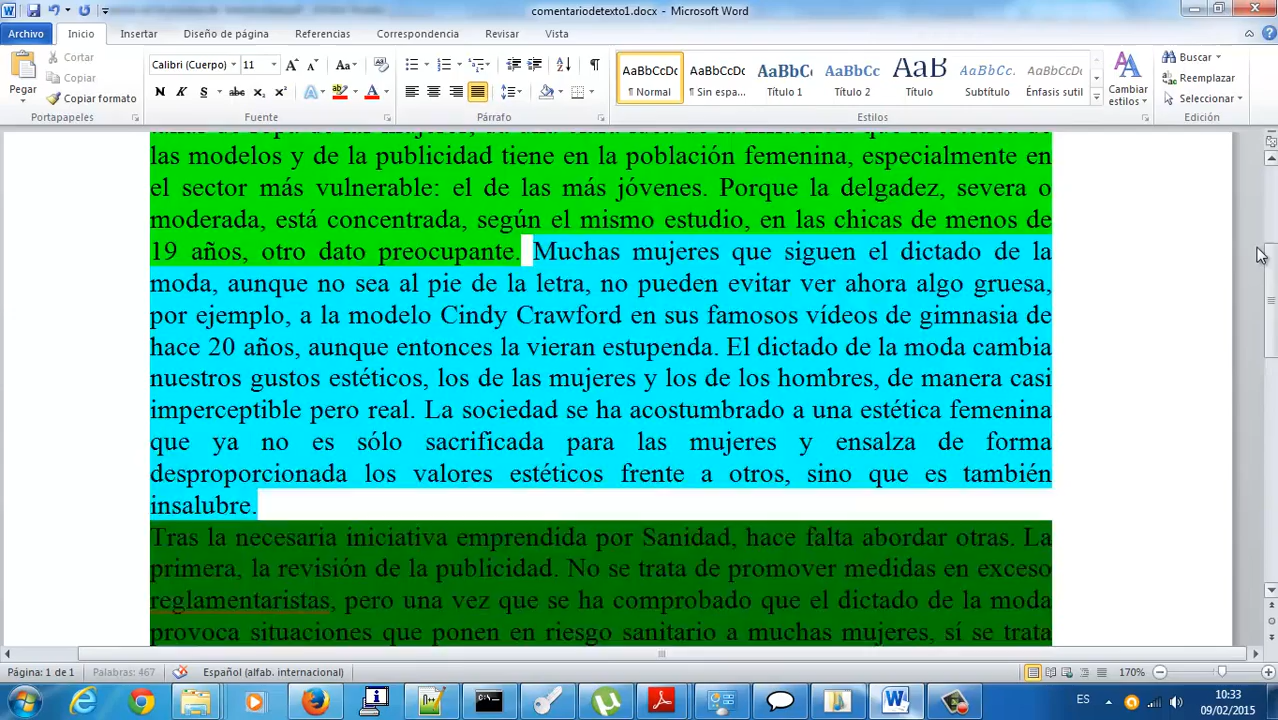 comentariodetexto1.docx - Microsoft Word
Archivo Inicio Insertar Diseño de página Referencias Correspondencia Revisar Vista
Pegar
Cortar
Copiar
Copiar formato
Portapapeles
Calibri (Cuerpo) 11
Fuente
Párrafo
AaBbCcDc AaBbCcDc AaBbC AaBbCc AaB AaBbCc. AaBbCcDc
¶ Normal ¶ Sin espa... Título 1 Título 2 Título Subtítulo Énfasis sutil
Cambiar estilos
Estilos
Buscar
Reemplazar
Seleccionar
Edición
las modelos y de la publicidad tiene en la población femenina, especialmente en
el sector más vulnerable: el de las más jóvenes. Porque la delgadez, severa o
moderada, está concentrada, según el mismo estudio, en las chicas de menos de
19 años, otro dato preocupante. Muchas mujeres que siguen el dictado de la
moda, aunque no sea al pie de la letra, no pueden evitar ver ahora algo gruesa,
por ejemplo, a la modelo Cindy Crawford en sus famosos vídeos de gimnasia de
hace 20 años, aunque entonces la vieran estupenda. El dictado de la moda cambia
nuestros gustos estéticos, los de las mujeres y los de los hombres, de manera casi
imperceptible pero real. La sociedad se ha acostumbrado a una estética femenina
que ya no es sólo sacrificada para las mujeres y ensalza de forma
desproporcionada los valores estéticos frente a otros, sino que es también
insalubre.
Tras la necesaria iniciativa emprendida por Sanidad, hace falta abordar otras. La
primera, la revisión de la publicidad. No se trata de promover medidas en exceso
reglamentaristas, pero una vez que se ha comprobado que el dictado de la moda
provoca situaciones que ponen en riesgo sanitario a muchas mujeres, sí se trata
Página: 1 de 1 Palabras: 467 Español (alfab. internacional) 170%
ES 10:33
09/02/2015